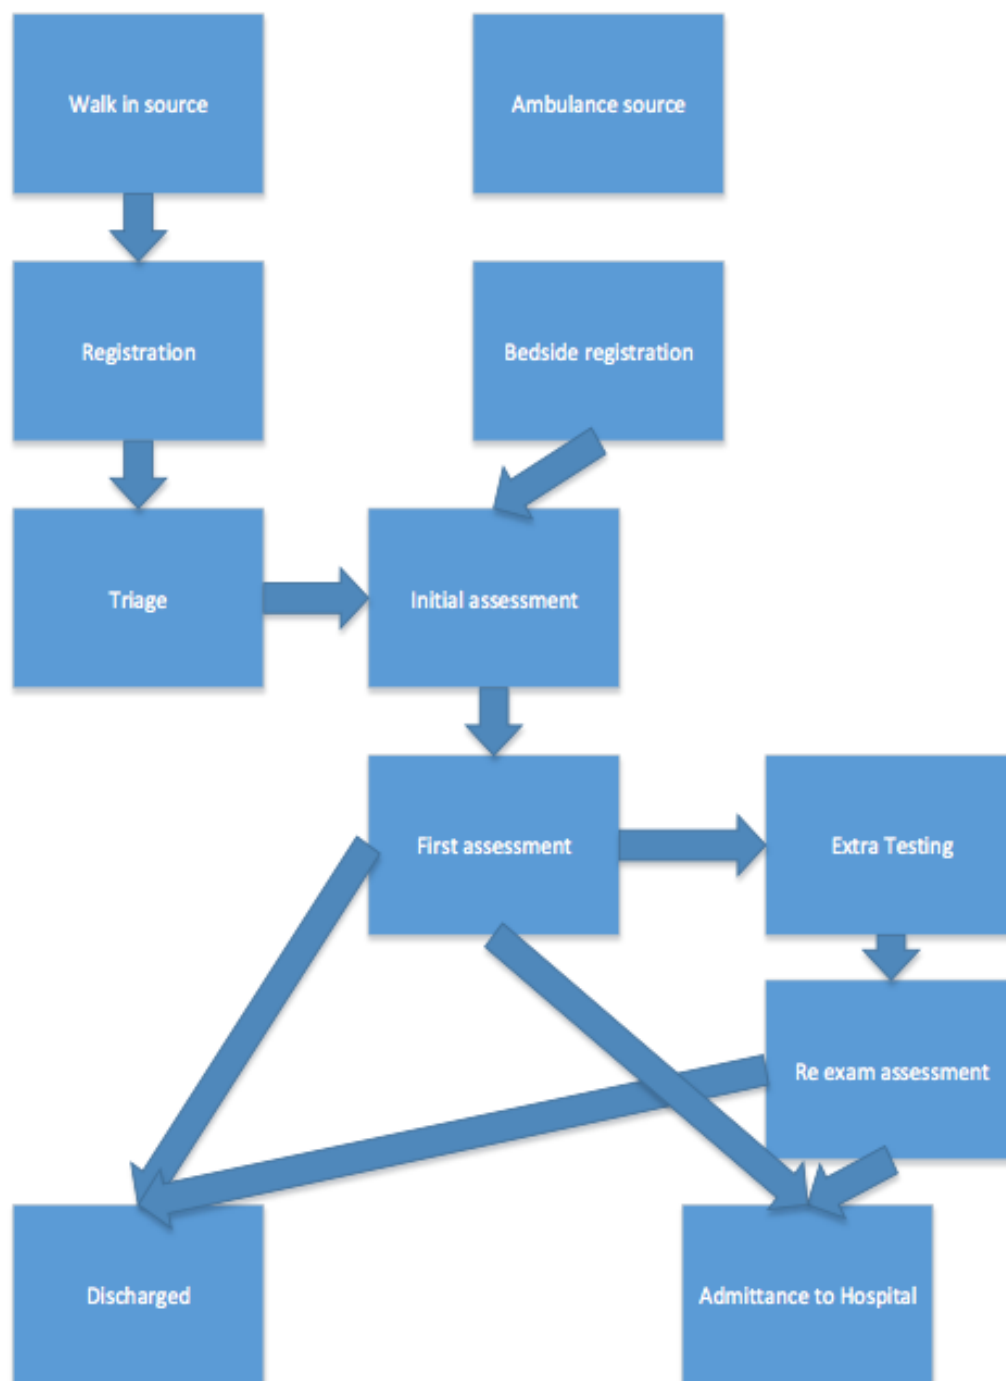 Walk in source
Ambulance source
Registration
Bedside registration
Triage
Initial assessment
First assessment
Extra Testing
Re exam assessment
Discharged
Admittance to Hospital